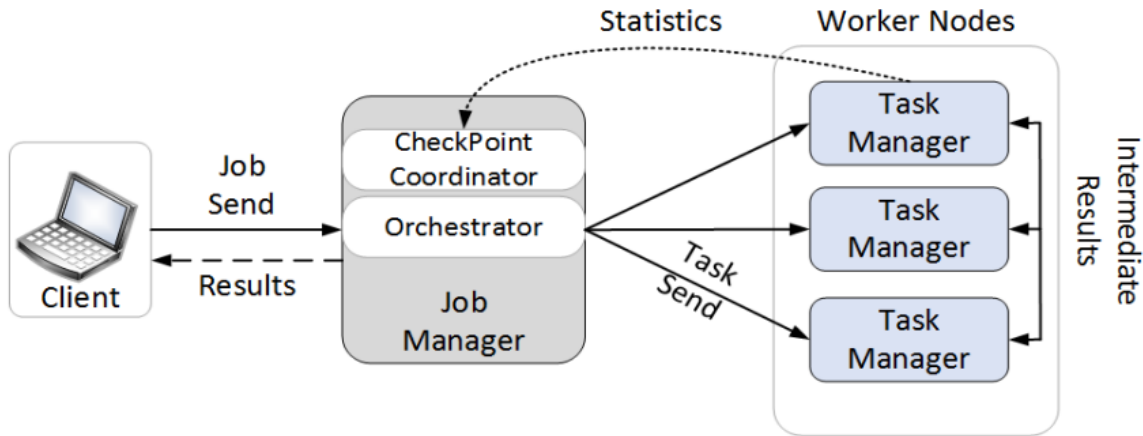 Statistics
Worker Nodes
Task
Manager
CheckPoint
Coordinator
Job
Send
Orchestrator
Task
Manager
Intermediate
Results
Client
Results
Task
Send
Job
Manager
Task
Manager